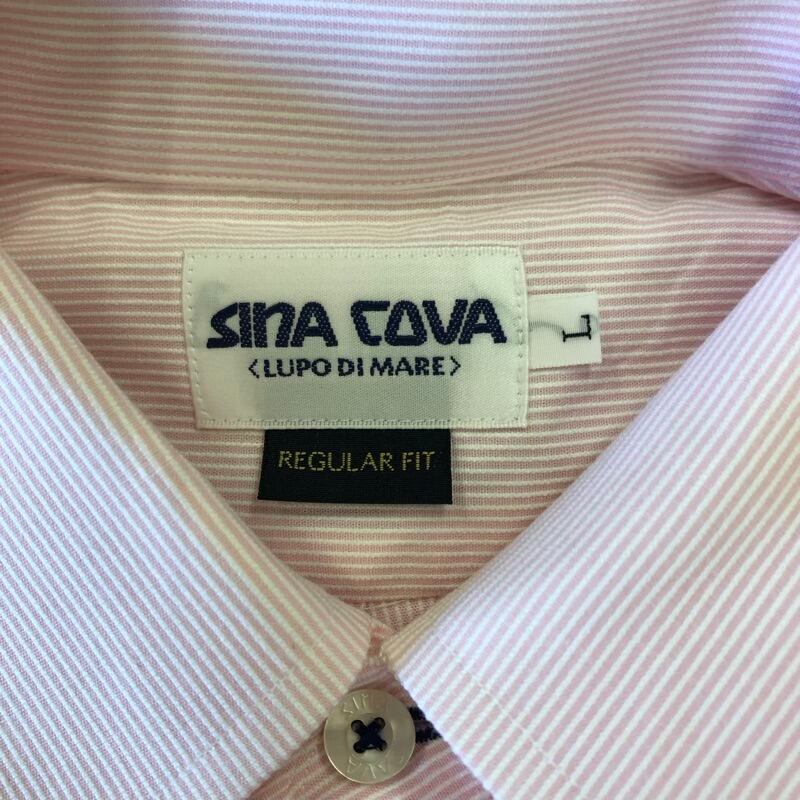 SINA COVA
<LUPO DI MARE>
L
REGULAR FIT